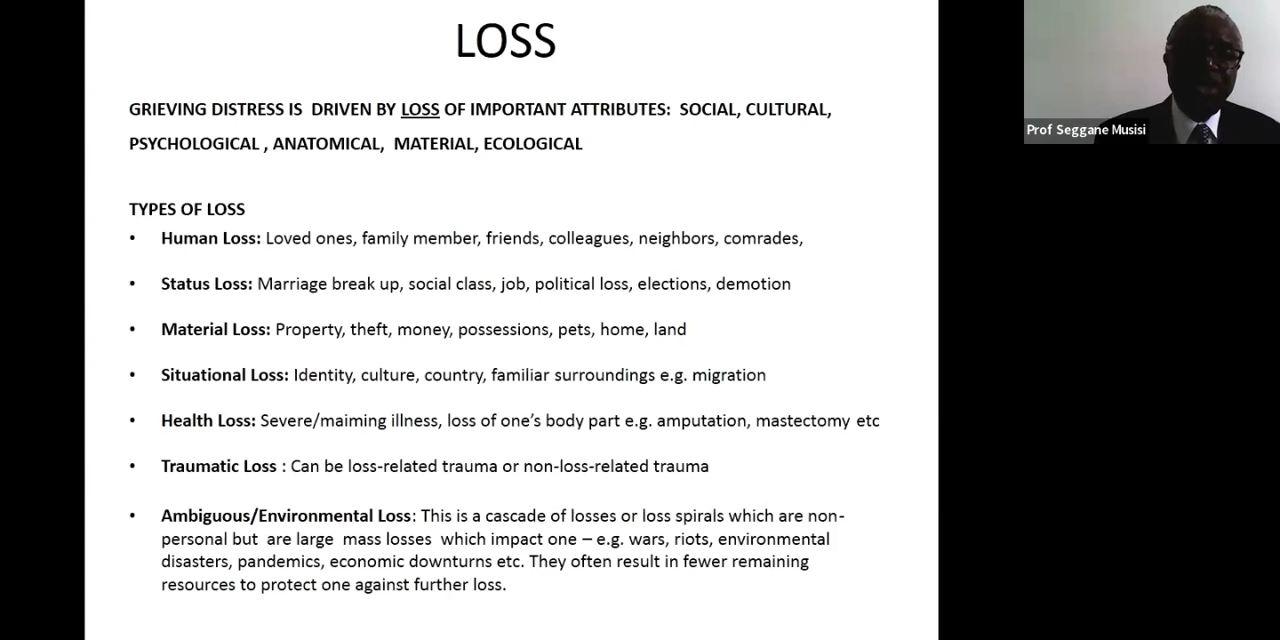 LOSS
GRIEVING DISTRESS IS DRIVEN BY LOSS OF IMPORTANT ATTRIBUTES: SOCIAL, CULTURAL,
PSYCHOLOGICAL , ANATOMICAL, MATERIAL, ECOLOGICAL
TYPES OF LOSS
• Human Loss: Loved ones, family member, friends, colleagues, neighbors, comrades,
• Status Loss: Marriage break up, social class, job, political loss, elections, demotion
• Material Loss: Property, theft, money, possessions, pets, home, land
• Situational Loss: Identity, culture, country, familiar surroundings e.g. migration
• Health Loss: Severe/maiming illness, loss of one’s body part e.g. amputation, mastectomy etc
• Traumatic Loss : Can be loss-related trauma or non-loss-related trauma
• Ambiguous/Environmental Loss: This is a cascade of losses or loss spirals which are non-
personal but are large mass losses which impact one – e.g. wars, riots, environmental
disasters, pandemics, economic downturns etc. They often result in fewer remaining
resources to protect one against further loss.
Prof Seggane Musisi